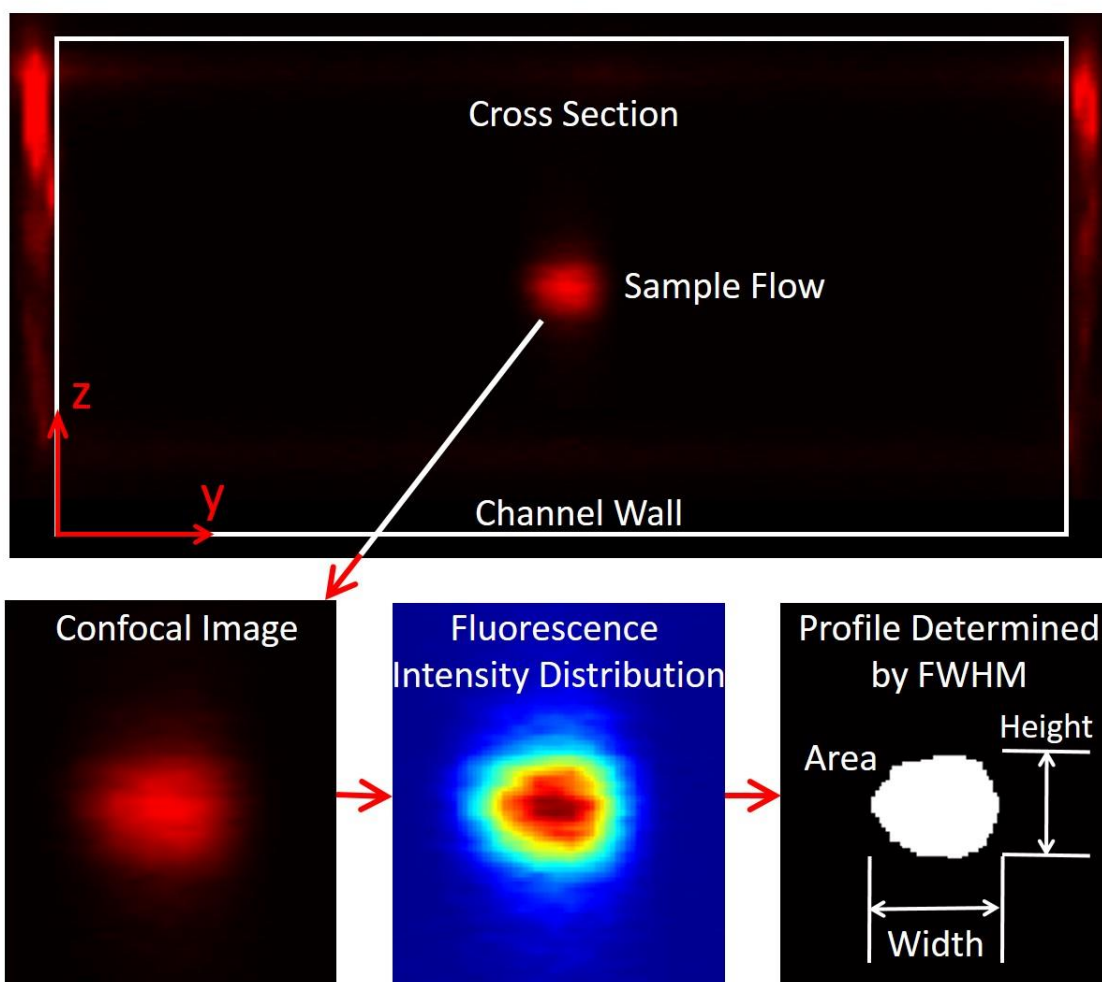 Cross Section
Sample Flow
z
y
Channel Wall
Confocal Image
Fluorescence
Intensity Distribution
Profile Determined
by FWHM
Height
Area
Width